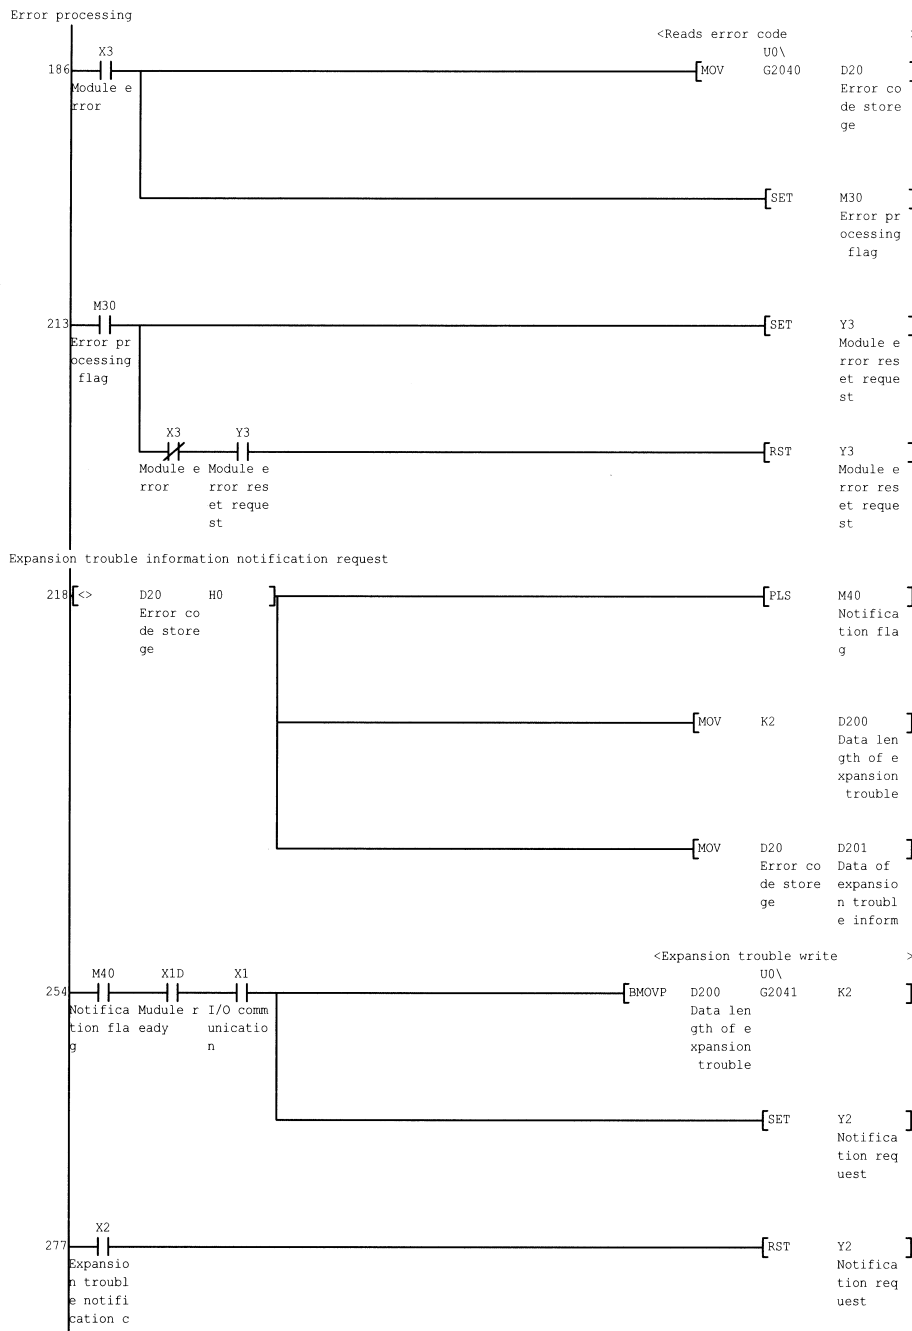 Error processing
<Reads error code >
X3 U0\
186 [MOV G2040 D20 ]
Module e Error co
rror de store
ge
[SET M30 ]
Error pr
ocessing
flag
M30
213 [SET Y3 ]
Error pr Module e
ocessing rror res
flag et reque
st
X3 Y3
[RST Y3 ]
Module e Module e Module e
rror rror res rror res
et reque et reque
st st
Expansion trouble information notification request
218 [<> D20 H0 ] [PLS M40 ]
Error co Notifica
de store tion fla
ge g
[MOV K2 D200 ]
Data len
gth of e
xpansion
trouble
[MOV D20 D201 ]
Error co Data of
de store expansio
ge n troubl
e inform
<Expansion trouble write >
M40 X1D X1 U0\
254 [BMOVP D200 G2041 K2 ]
Notifica Mudule r I/O comm Data len
tion fla eady unicatio gth of e
g n xpansion
trouble
[SET Y2 ]
Notifica
tion req
uest
X2
277 [RST Y2 ]
Expansio Notifica
n troubl tion req
e notifi uest
cation c